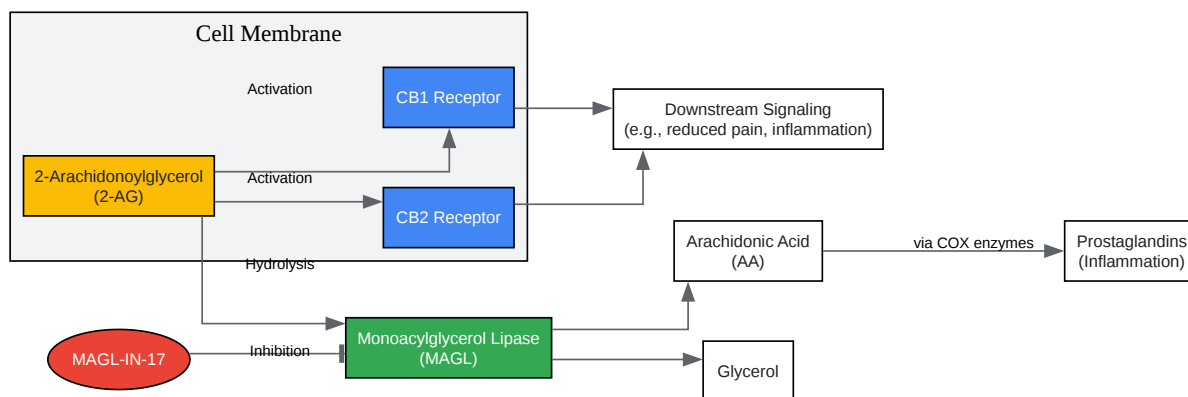 Cell Membrane
Activation
CB1 Receptor
Downstream Signaling
(e.g., reduced pain, inflammation)
2-Arachidonoylglycerol
(2-AG)
Activation
CB2 Receptor
Arachidonic Acid
(AA)
via COX enzymes
Prostaglandins
(Inflammation)
Hydrolysis
MAGL-IN-17
Inhibition
Monoacylglycerol Lipase
(MAGL)
Glycerol